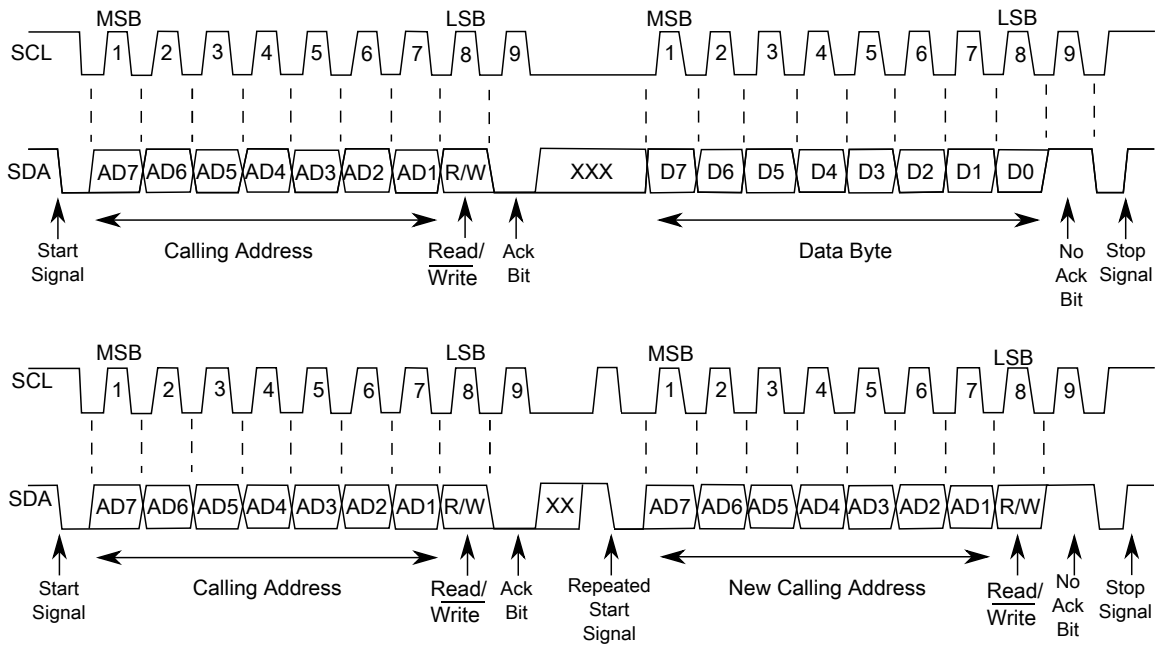 MSB LSB MSB LSB
SCL 1 2 3 4 5 6 7 8 9 1 2 3 4 5 6 7 8 9
SDA AD7 AD6 AD5 AD4 AD3 AD2 AD1 R/W XXX D7 D6 D5 D4 D3 D2 D1 D0
Start Signal
Calling Address
Read/ Write
Ack Bit
Data Byte
No Ack Bit
Stop Signal
MSB LSB MSB LSB
SCL 1 2 3 4 5 6 7 8 9 1 2 3 4 5 6 7 8 9
SDA AD7 AD6 AD5 AD4 AD3 AD2 AD1 R/W XX AD7 AD6 AD5 AD4 AD3 AD2 AD1 R/W
Start Signal
Calling Address
Read/ Write
Ack Bit
Repeated Start Signal
New Calling Address
Read/ Write
No Ack Bit
Stop Signal